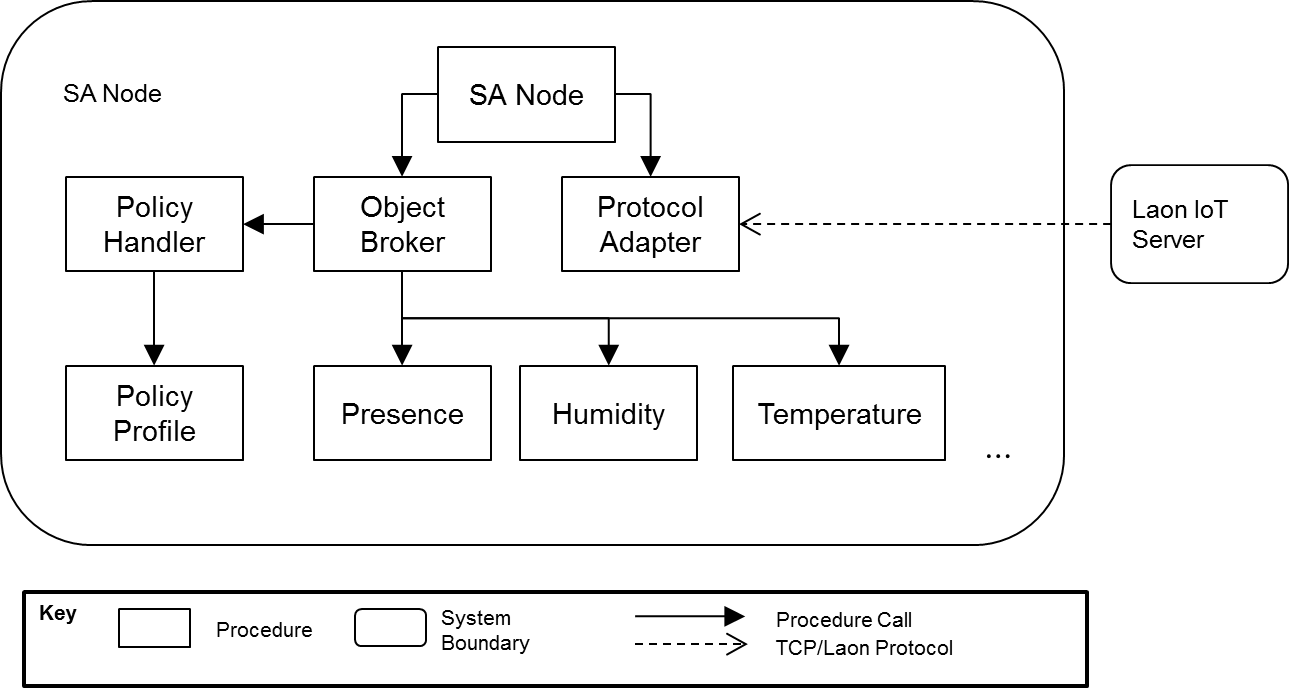 SA Node
SA Node
Policy
Handler
Object
Broker
Protocol
Adapter
Laon IoT
Server
Policy
Profile
Presence
Humidity
Temperature
...
Key
Procedure
System
Boundary
Procedure Call
TCP/Laon Protocol